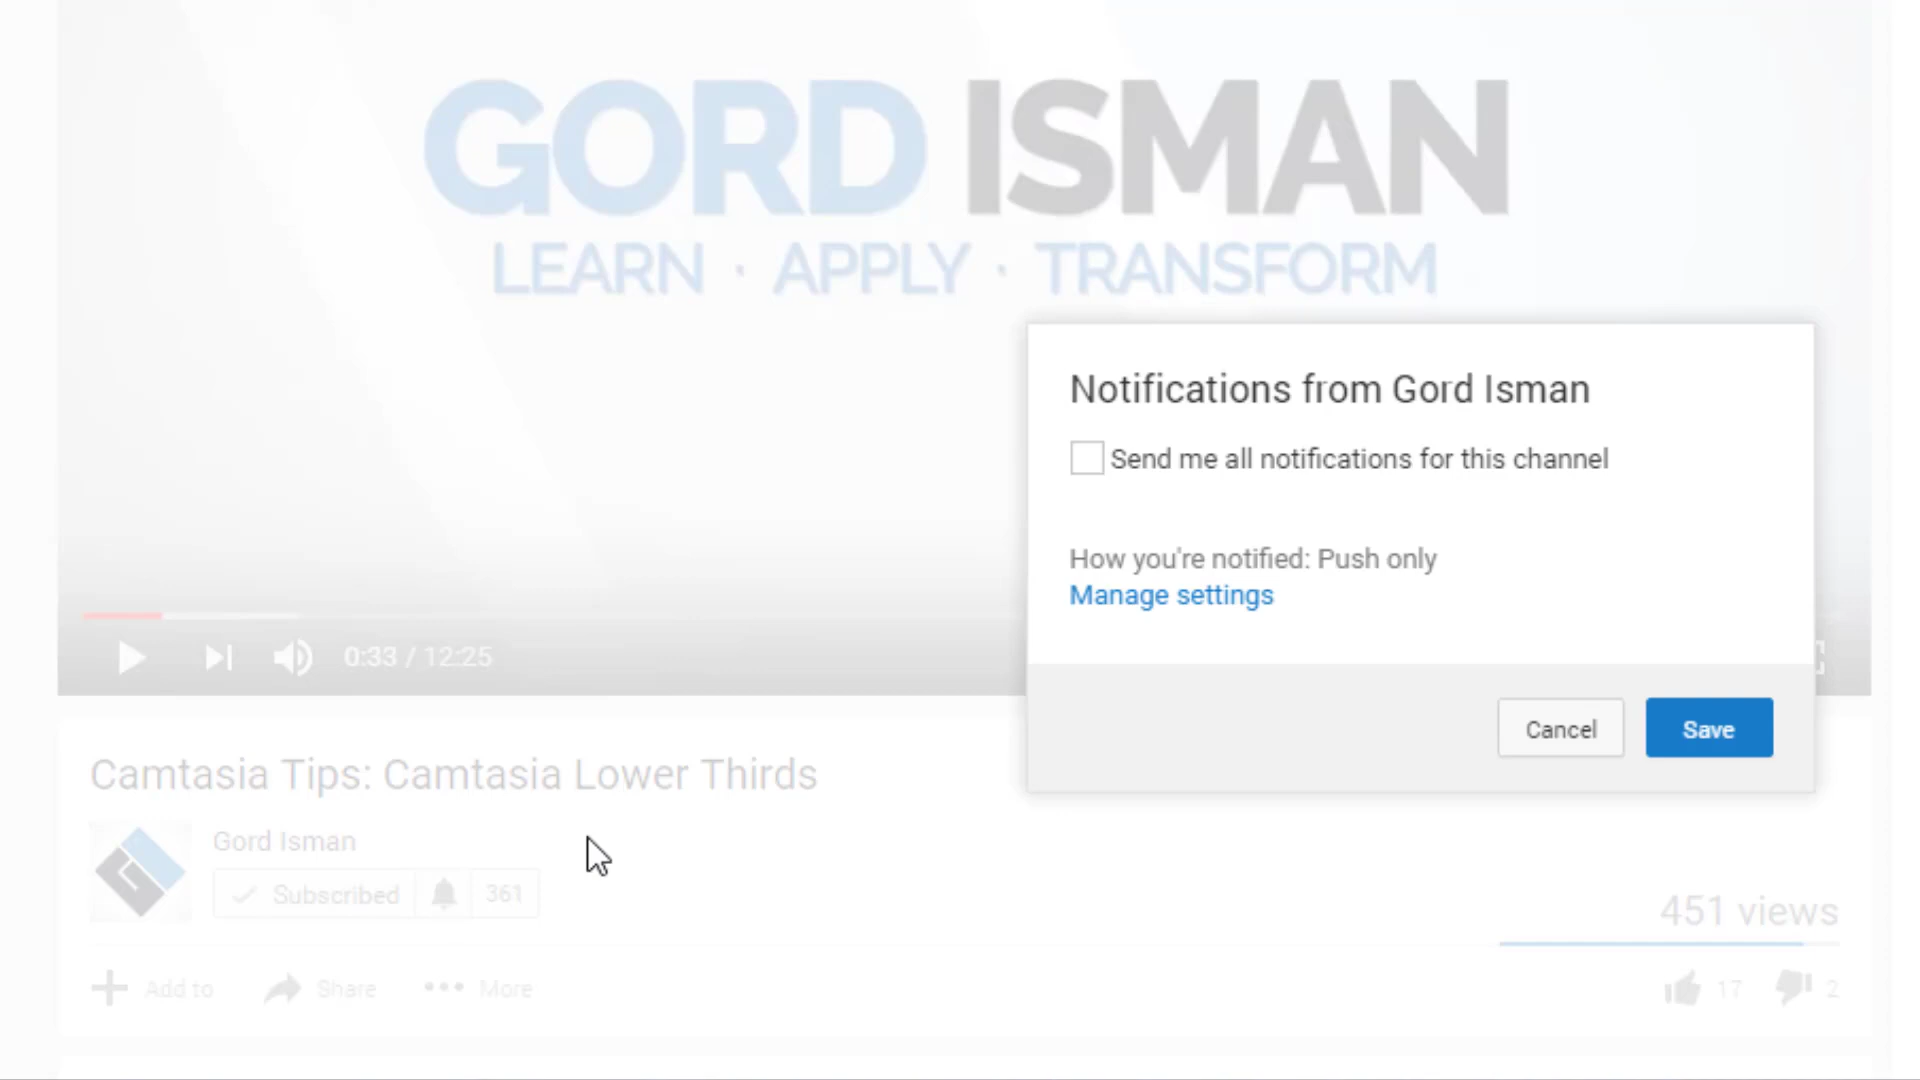 GORD ISMAN
LEARN · APPLY · TRANSFORM
Notifications from Gord Isman
Send me all notifications for this channel
How you're notified: Push only
Manage settings
Cancel Save
0:33 / 12:25
Camtasia Tips: Camtasia Lower Thirds
Gord Isman
Subscribed 361
451 views
Add to Share More
17 2